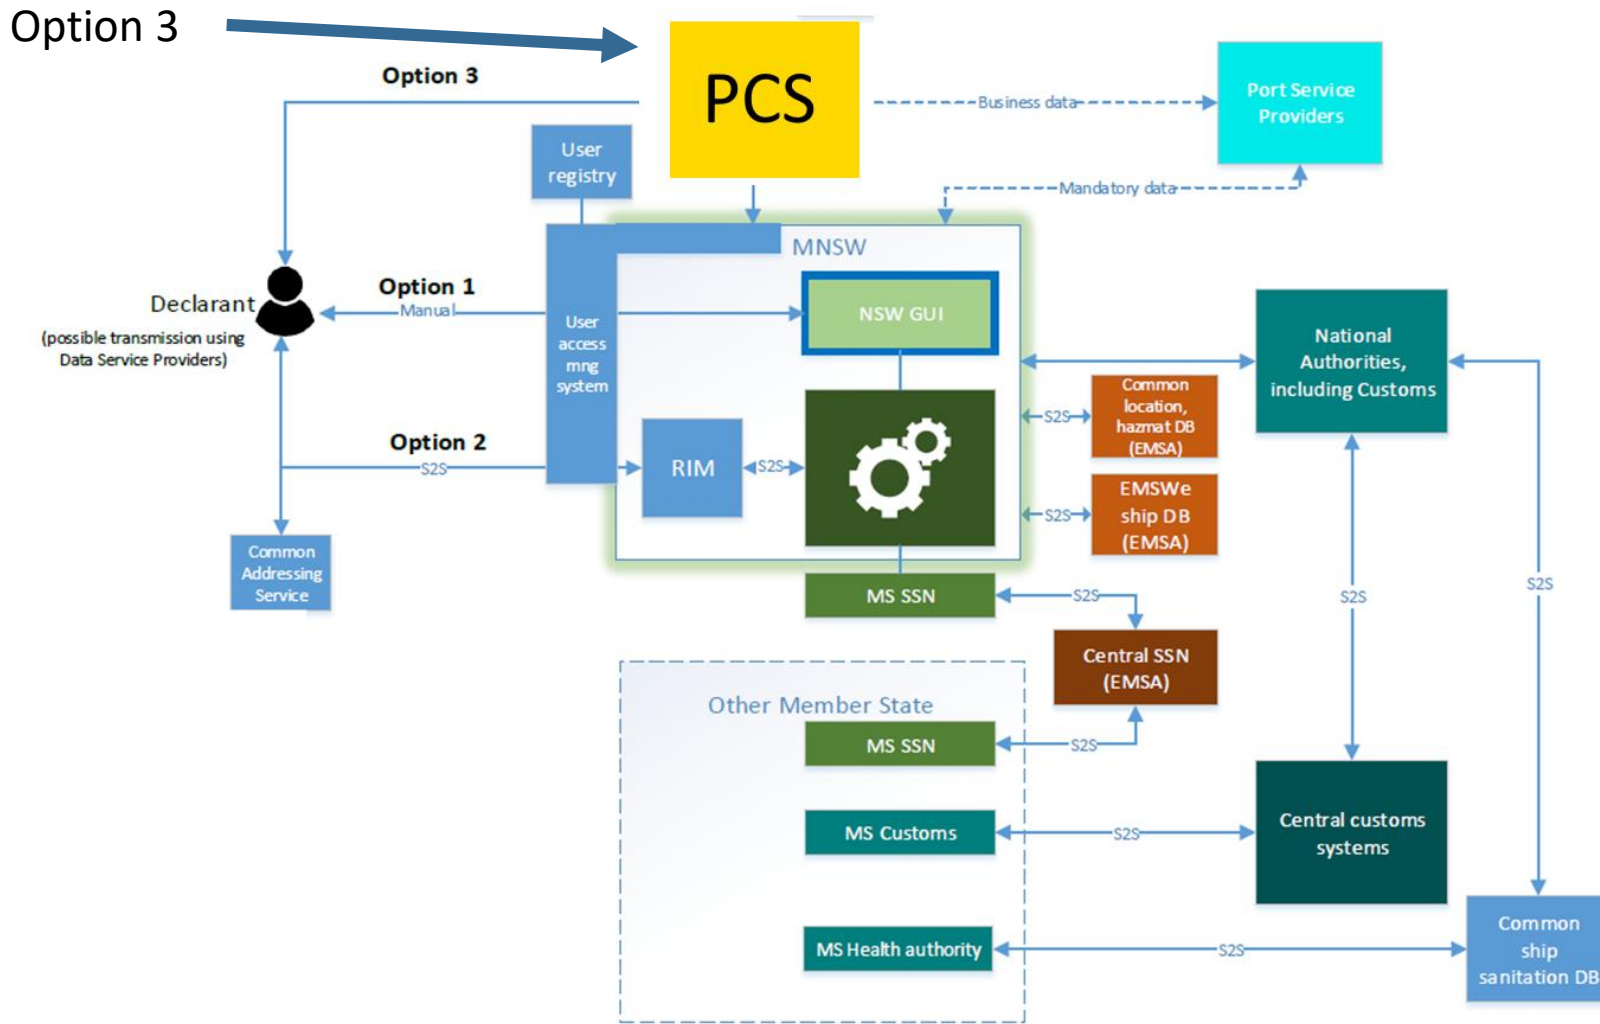 Option 3
Option 3
PCS
Business data
Port Service
Providers
User
registry
Mandatory data
MNSW
Option 1
Manual
Declarant
(possible transmission using
Data Service Providers)
User
access
mng
system
NSW GUI
National
Authorities,
including Customs
Common
location,
hazmat DB
(EMSA)
S2S
Option 2
S2S
RIM
S2S
EMSWe
ship DB
(EMSA)
S2S
Common
Addressing
Service
MS SSN
S2S
S2S
S2S
Central SSN
(EMSA)
Other Member State
MS SSN
S2S
MS Customs
S2S
Central customs
systems
MS Health authority
S2S
Common
ship
sanitation DB